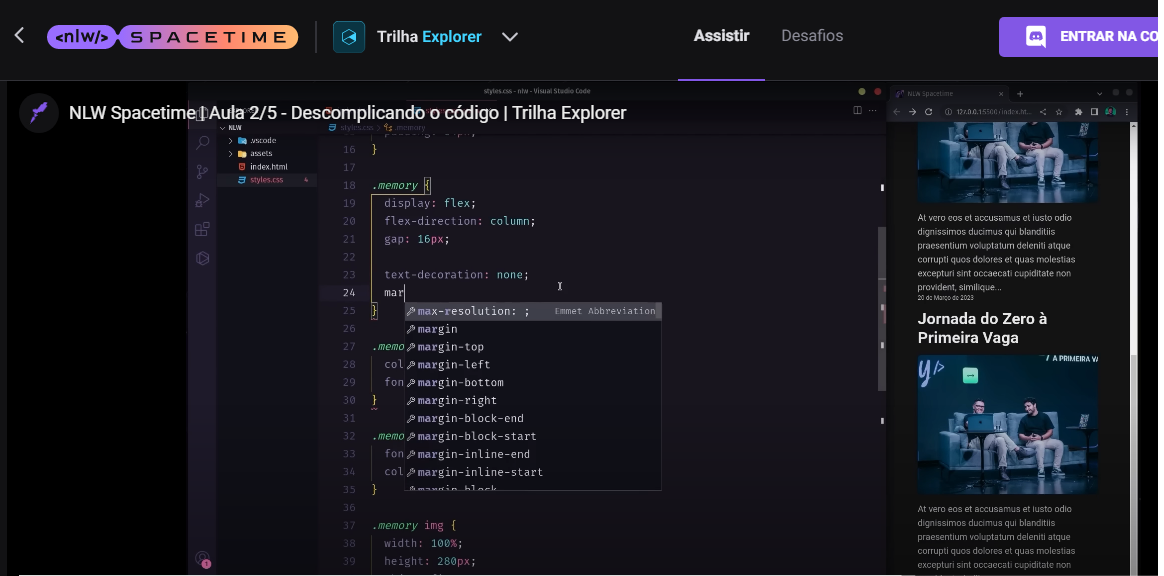 <nlw/> SPACETIME
Trilha Explorer
Assistir
Desafios
ENTRAR NA CO
styles.css - nlw - Visual Studio Code
NLW Spacetime | Aula 2/5 - Descomplicando o código | Trilha Explorer
NLW
.vscode
assets
index.html
styles.css 4
styles.css > .memory
16 }
17
18 .memory {
19 display: flex;
20 flex-direction: column;
21 gap: 16px;
22
23 text-decoration: none;
24 mar
25 }
26
27 .memo
28 col
29 fon
30 }
31
32 .memo
33 fon
34 col
35 }
36
37 .memory img {
38 width: 100%;
39 height: 280px;
max-resolution: ; Emmet Abbreviation
margin
margin-top
margin-left
margin-bottom
margin-right
margin-block-end
margin-block-start
margin-inline-end
margin-inline-start
margin-block
NLW Spacetime
127.0.0.1:5500/index.ht...
At vero eos et accusamus et iusto odio
dignissimos ducimus qui blanditiis
praesentium voluptatum deleniti atque
corrupti quos dolores et quas molestias
excepturi sint occaecati cupiditate non
provident, similique...
20 de Março de 2023
Jornada do Zero à
Primeira Vaga
A PRIMEIRA VA
At vero eos et accusamus et iusto odio
dignissimos ducimus qui blanditiis
praesentium voluptatum deleniti atque
corrupti quos dolores et quas molestias
excepturi sint occaecati cupiditate non